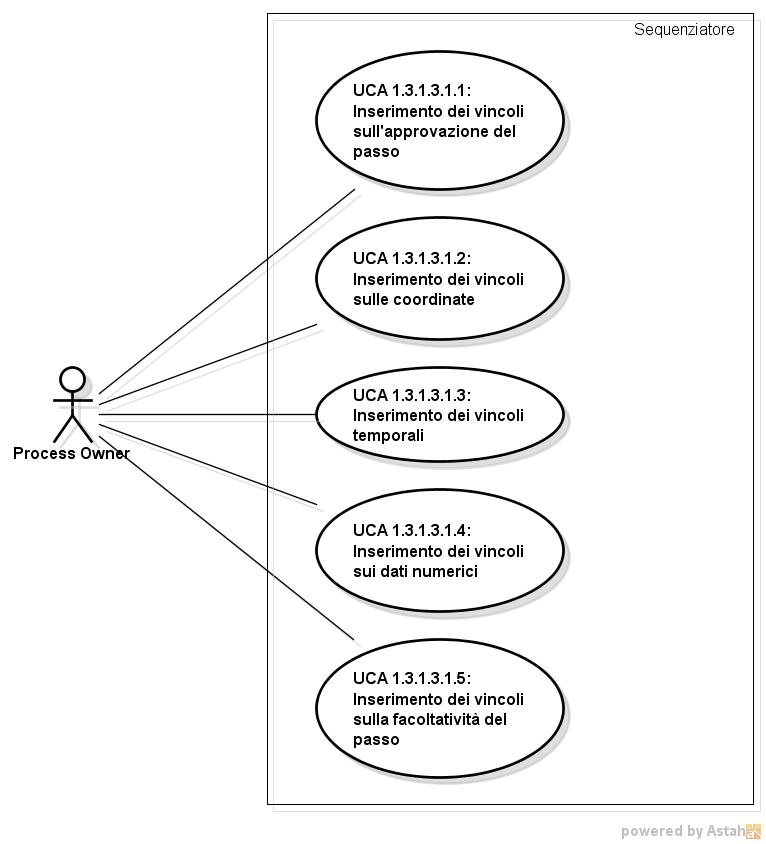 Sequenziatore
UCA 1.3.1.3.1.1:
Inserimento dei vincoli
sull'approvazione del
passo
UCA 1.3.1.3.1.2:
Inserimento dei vincoli
sulle coordinate
UCA 1.3.1.3.1.3:
Inserimento dei vincoli
temporali
Process Owner
UCA 1.3.1.3.1.4:
Inserimento dei vincoli
sui dati numerici
UCA 1.3.1.3.1.5:
Inserimento dei vincoli
sulla facoltatività del
passo
powered by Astah